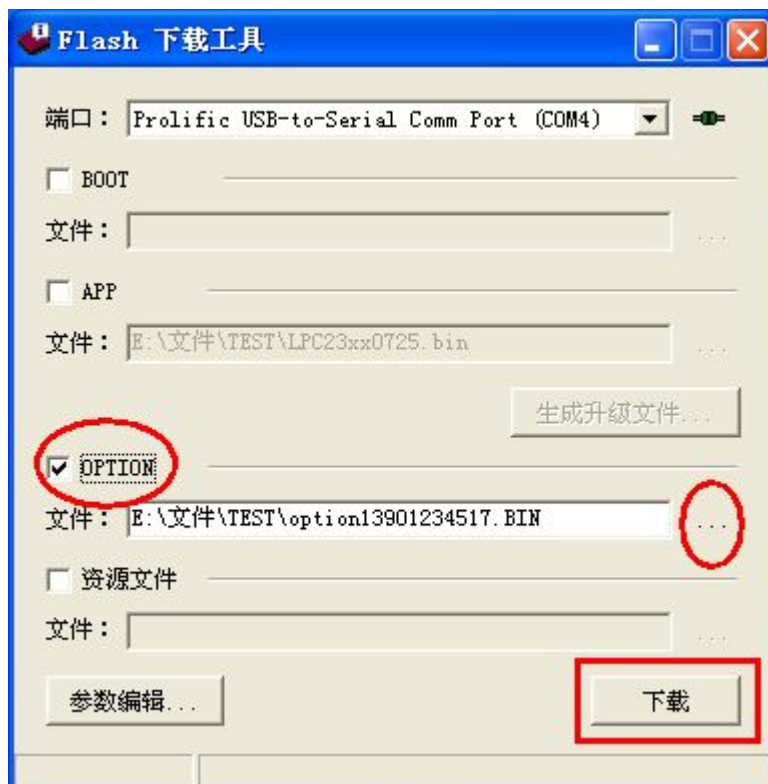 Flash 下载工具
端口： Prolific USB-to-Serial Comm Port (COM4)
BOOT
文件： ...
APP
文件： E:\文件\TEST\LPC23xx0725.bin ...
生成升级文件...
OPTION
文件： E:\文件\TEST\option13901234517.BIN ...
资源文件
文件： ...
参数编辑... 下载